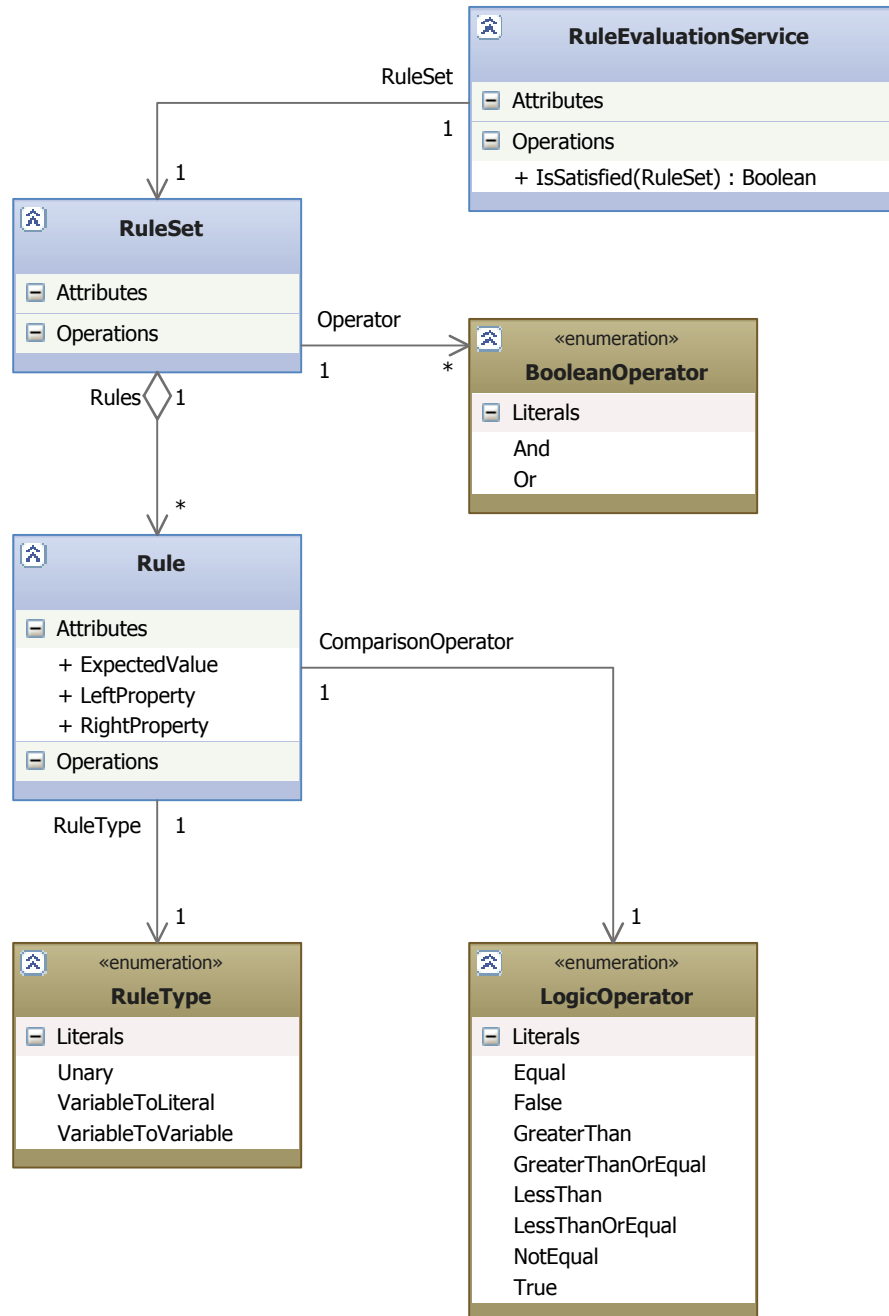 RuleEvaluationService
Attributes
Operations
+ IsSatisfied(RuleSet) : Boolean
RuleSet
1
1
RuleSet
Attributes
Operations
Operator
1
*
«enumeration»
BooleanOperator
Literals
And
Or
Rules
1
*
Rule
Attributes
+ ExpectedValue
+ LeftProperty
+ RightProperty
Operations
ComparisonOperator
1
1
RuleType
1
1
«enumeration»
RuleType
Literals
Unary
VariableToLiteral
VariableToVariable
«enumeration»
LogicOperator
Literals
Equal
False
GreaterThan
GreaterThanOrEqual
LessThan
LessThanOrEqual
NotEqual
True